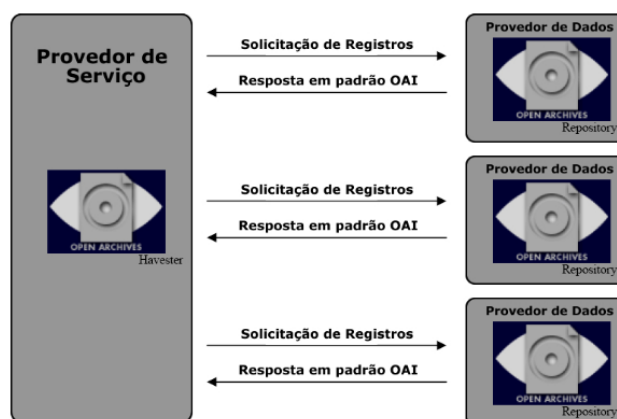 Provedor de
Serviço
OPEN ARCHIVES
Havester
Solicitação de Registros
Resposta em padrão OAI
Provedor de Dados
OPEN ARCHIVES
Repository
Solicitação de Registros
Resposta em padrão OAI
Provedor de Dados
OPEN ARCHIVES
Repository
Solicitação de Registros
Resposta em padrão OAI
Provedor de Dados
OPEN ARCHIVES
Repository